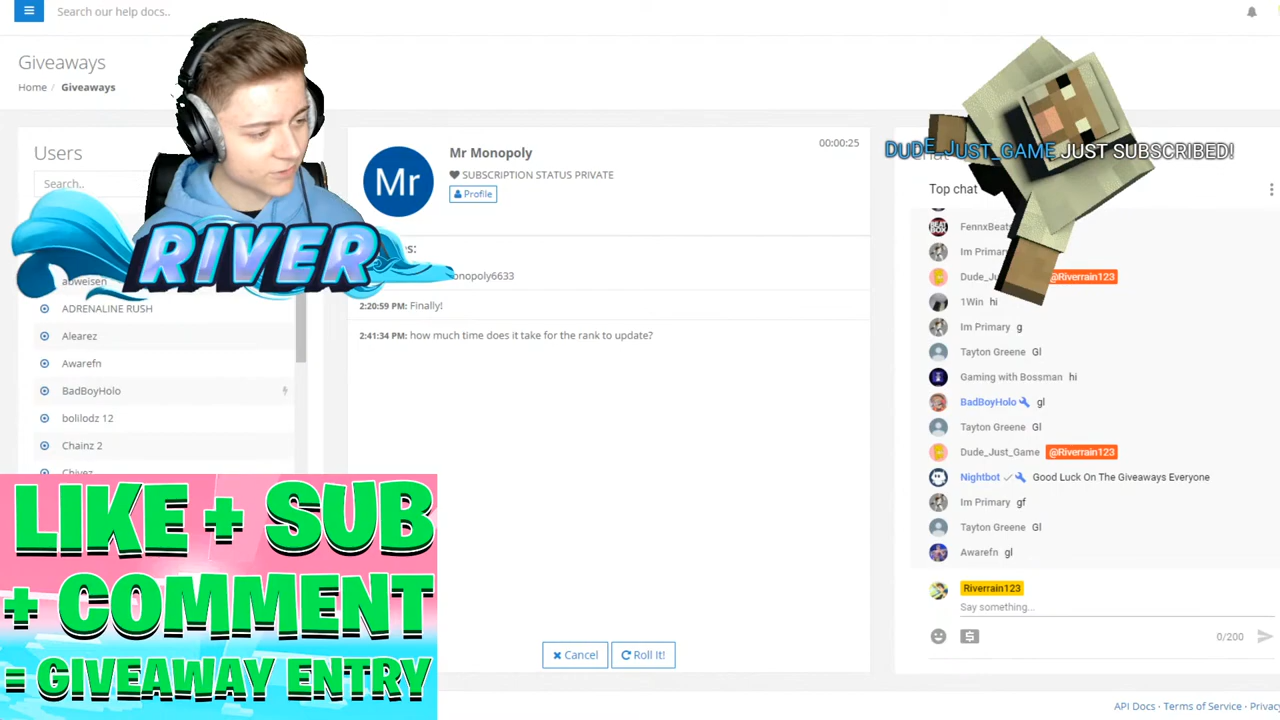 Search our help docs..
Giveaways
Home / Giveaways
Users
Search..
abweisen
ADRENALINE RUSH
Alearez
Awarefn
BadBoyHolo
bolilodz 12
Chainz 2
Chivez
RIVER
LIKE + SUB
+ COMMENT
= GIVEAWAY ENTRY
Mr
Mr Monopoly
SUBSCRIPTION STATUS PRIVATE
Profile
00:00:25
onopoly6633
2:20:59 PM: Finally!
2:41:34 PM: how much time does it take for the rank to update?
Cancel
Roll It!
DUDE_JUST_GAME JUST SUBSCRIBED!
Top chat
FennxBeats
Im Primary
Dude_Ju @Riverrain123
1Win hi
Im Primary g
Tayton Greene Gl
Gaming with Bossman hi
BadBoyHolo gl
Tayton Greene Gl
Dude_Just_Game @Riverrain123
Nightbot Good Luck On The Giveaways Everyone
Im Primary gf
Tayton Greene Gl
Awarefn gl
Riverrain123
Say something...
0/200
API Docs - Terms of Service - Privac